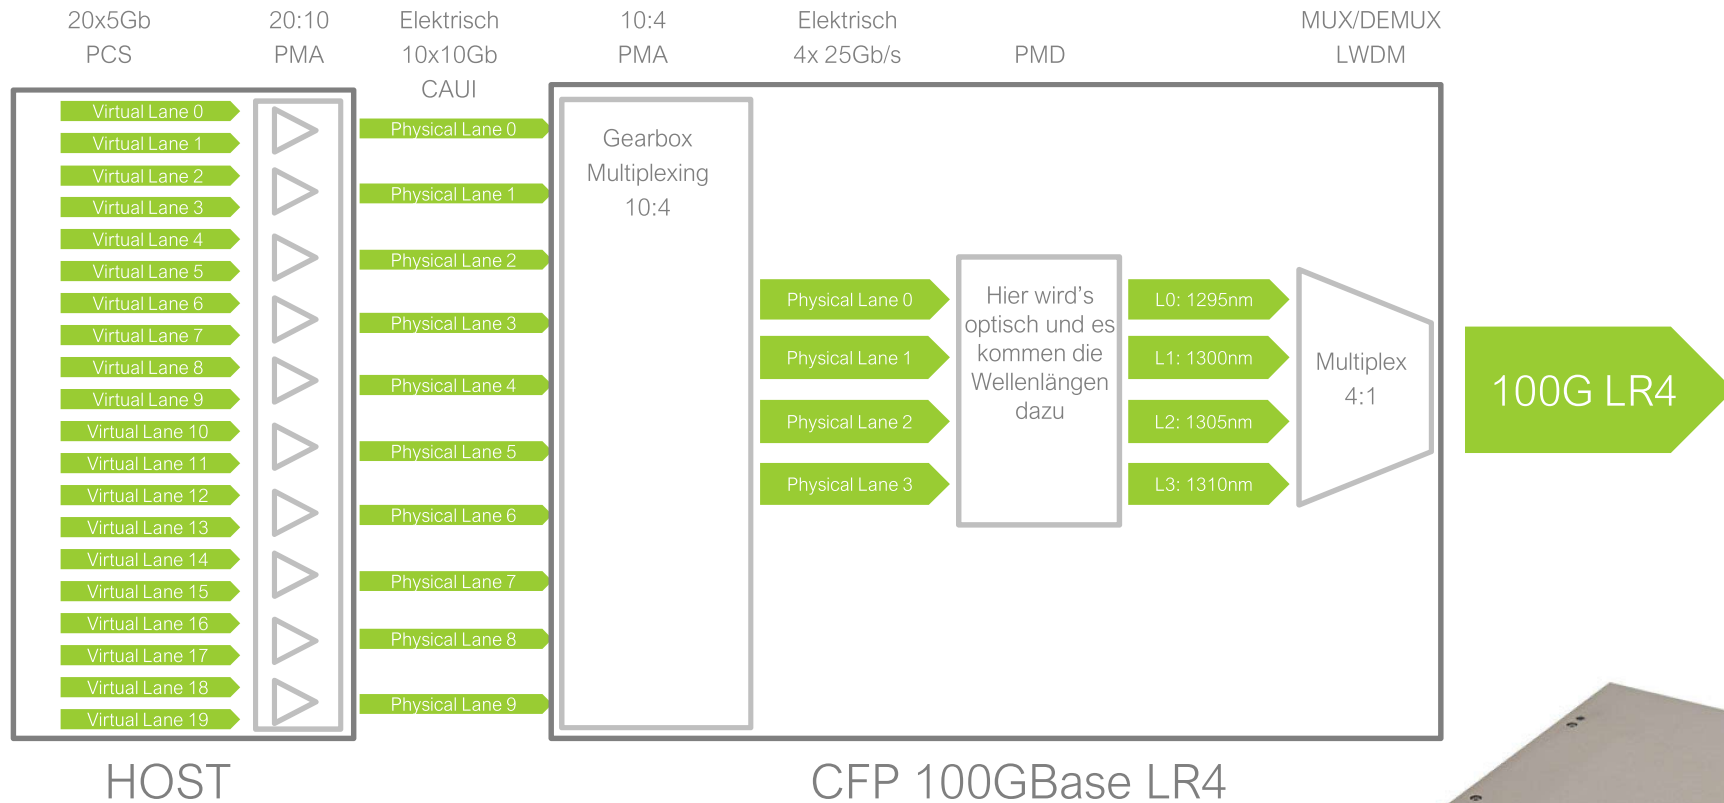 20x5Gb
PCS
20:10
PMA
Elektrisch
10x10Gb
CAUI
10:4
PMA
Elektrisch
4x 25Gb/s
PMD
MUX/DEMUX
LWDM
Virtual Lane 0
Virtual Lane 1
Virtual Lane 2
Virtual Lane 3
Virtual Lane 4
Virtual Lane 5
Virtual Lane 6
Virtual Lane 7
Virtual Lane 8
Virtual Lane 9
Virtual Lane 10
Virtual Lane 11
Virtual Lane 12
Virtual Lane 13
Virtual Lane 14
Virtual Lane 15
Virtual Lane 16
Virtual Lane 17
Virtual Lane 18
Virtual Lane 19
Physical Lane 0
Physical Lane 1
Physical Lane 2
Physical Lane 3
Physical Lane 4
Physical Lane 5
Physical Lane 6
Physical Lane 7
Physical Lane 8
Physical Lane 9
Gearbox
Multiplexing
10:4
Physical Lane 0
Physical Lane 1
Physical Lane 2
Physical Lane 3
Hier wird's
optisch und es
kommen die
Wellenlängen
dazu
L0: 1295nm
L1: 1300nm
L2: 1305nm
L3: 1310nm
Multiplex
4:1
100G LR4
HOST
CFP 100GBase LR4